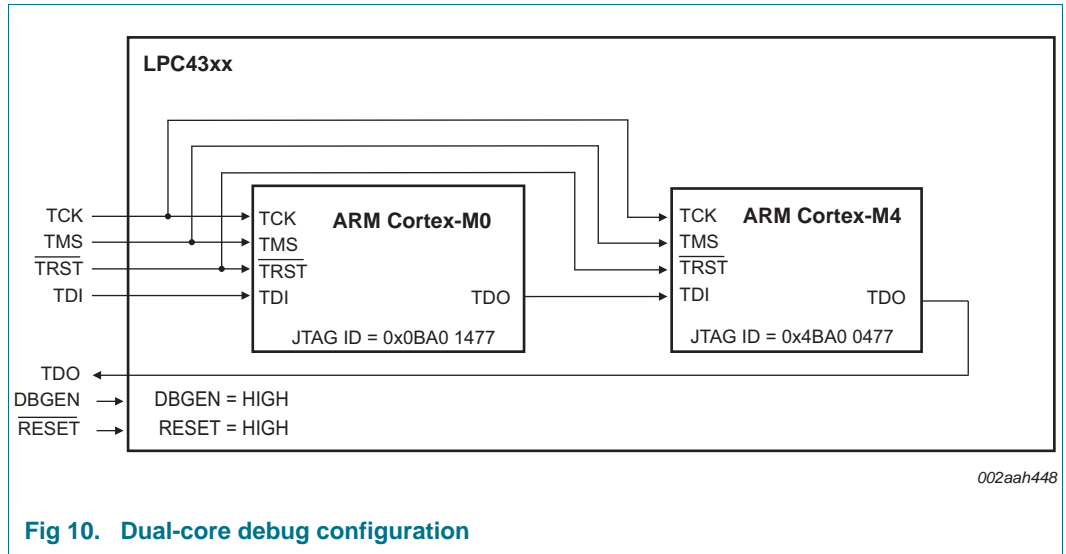 LPC43xx
TCK
TMS
TRST
TDI
TDO
DBGEN
RESET
TCK
TMS
TRST
TDI
ARM Cortex-M0
TDO
JTAG ID = 0x0BA0 1477
TCK
TMS
TRST
TDI
ARM Cortex-M4
TDO
JTAG ID = 0x4BA0 0477
DBGEN = HIGH
RESET = HIGH
002aah448
Fig 10. Dual-core debug configuration